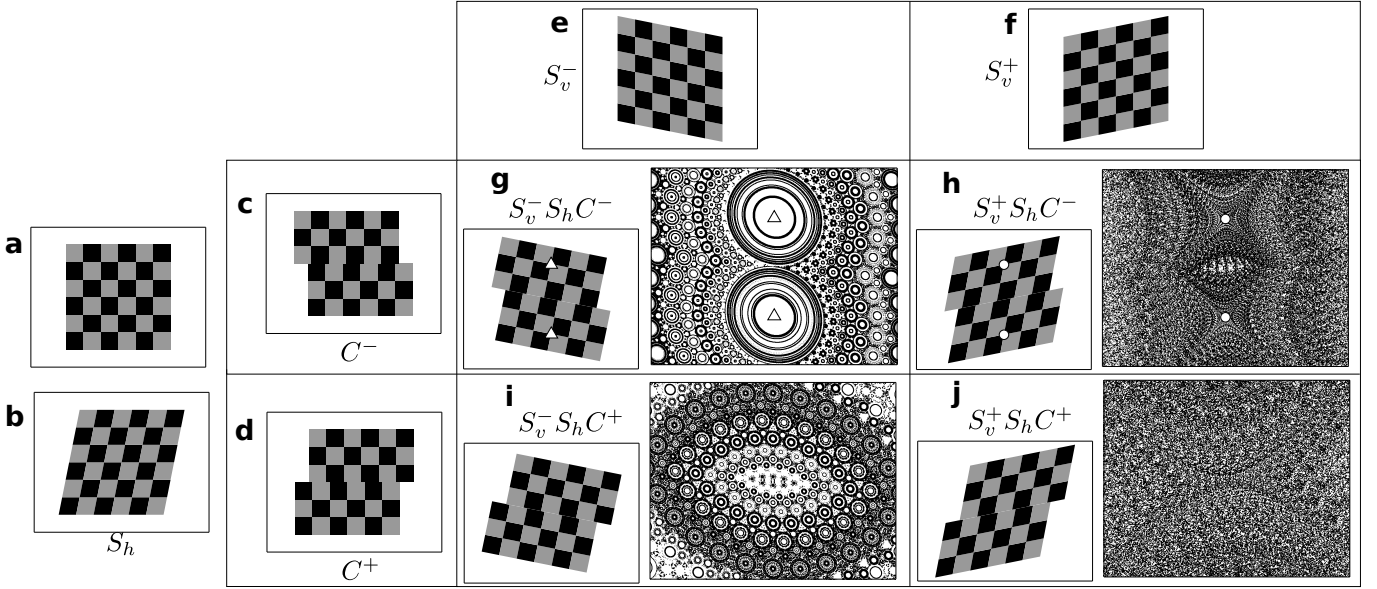 e
f
$S_v^-$
$S_v^+$
g
$S_v^- S_h C^-$
h
$S_v^+ S_h C^-$
c
a
$C^-$
i
$S_v^- S_h C^+$
j
$S_v^+ S_h C^+$
b
d
$S_h$
$C^+$